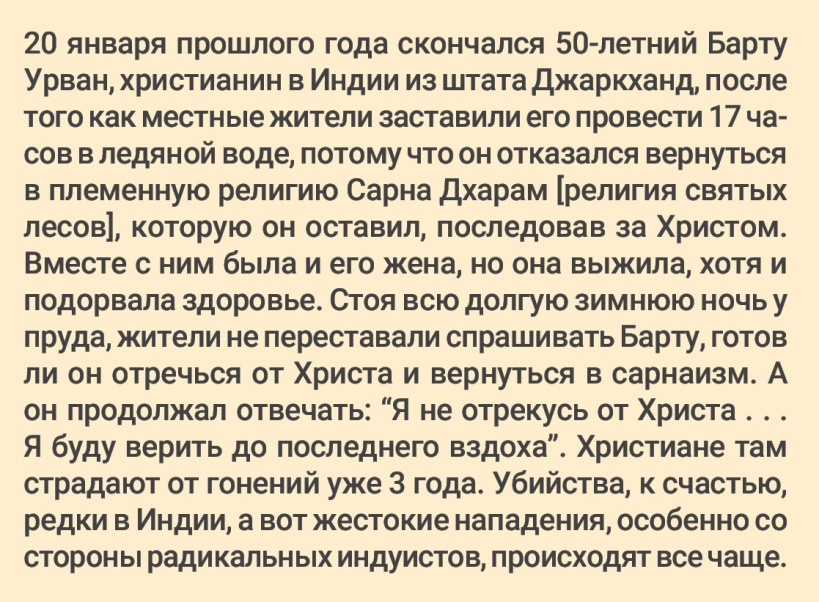 20 января прошлого года скончался 50-летний Барту
Урван, христианин в Индии из штата Джаркханд, после
того как местные жители заставили его провести 17 ча-
сов в ледяной воде, потому что он отказался вернуться
в племенную религию Сарна Дхарам [религия святых
лесов], которую он оставил, последовав за Христом.
Вместе с ним была и его жена, но она выжила, хотя и
подорвала здоровье. Стоя всю долгую зимнюю ночь у
пруда, жители не переставали спрашивать Барту, готов
ли он отречься от Христа и вернуться в сарнаизм. А
он продолжал отвечать: “Я не отрекусь от Христа . . .
Я буду верить до последнего вздоха”. Христиане там
страдают от гонений уже 3 года. Убийства, к счастью,
редки в Индии, а вот жестокие нападения, особенно со
стороны радикальных индуистов, происходят все чаще.